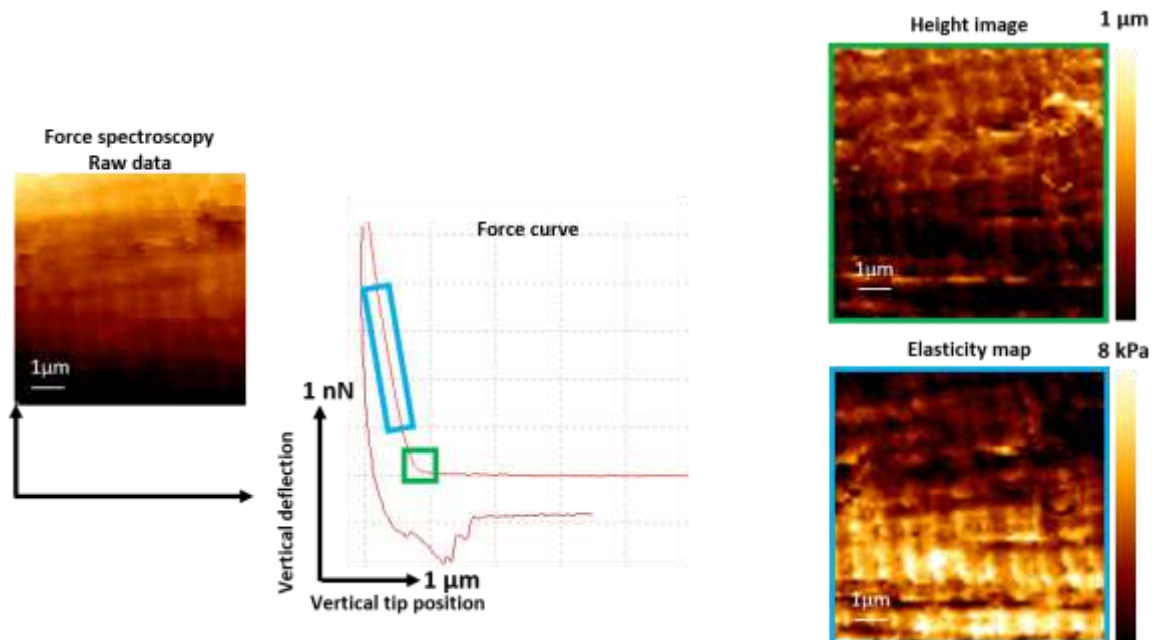 Force spectroscopy
Raw data
1µm
Force curve
1 nN
Vertical deflection
1 µm
Vertical tip position
Height image
1 µm
1µm
Elasticity map
8 kPa
1µm